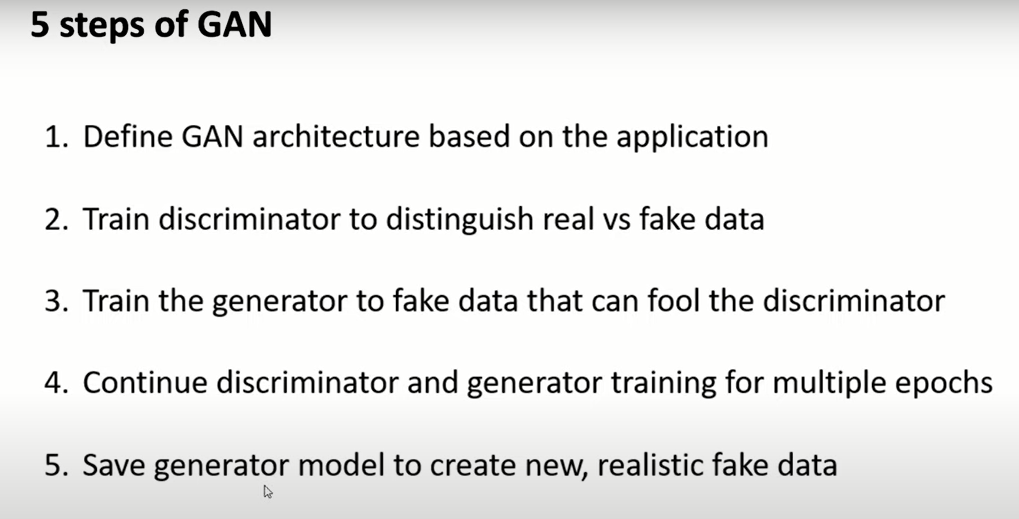 5 steps of GAN
1. Define GAN architecture based on the application
2. Train discriminator to distinguish real vs fake data
3. Train the generator to fake data that can fool the discriminator
4. Continue discriminator and generator training for multiple epochs
5. Save generator model to create new, realistic fake data